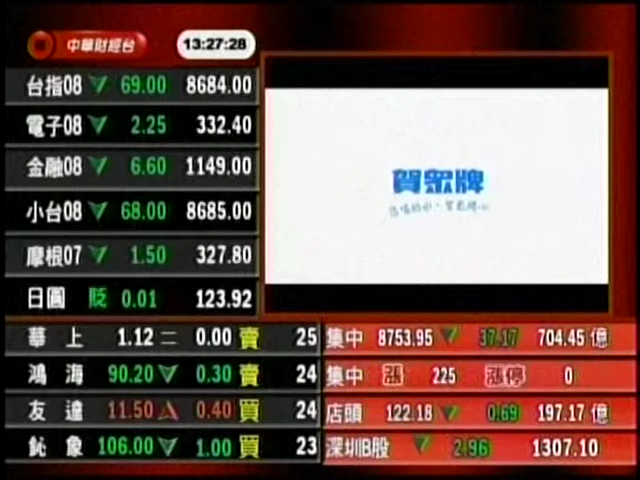 中華財經台 13:27:28
台指08 69.00 8684.00
電子08 2.25 332.40
金融08 6.60 1149.00
小台08 68.00 8685.00
摩根07 1.50 327.80
日圓 貶 0.01 123.92
賀眾牌
華上 1.12 二 0.00 賣 25
鴻海 90.20 0.30 賣 24
友達 11.50 0.40 買 24
鈊象 106.00 1.00 買 23
集中 8753.95 37.17 704.45 億
集中 漲 225 漲停 0
店頭 122.18 0.69 197.17 億
深圳B股 2.96 1307.10